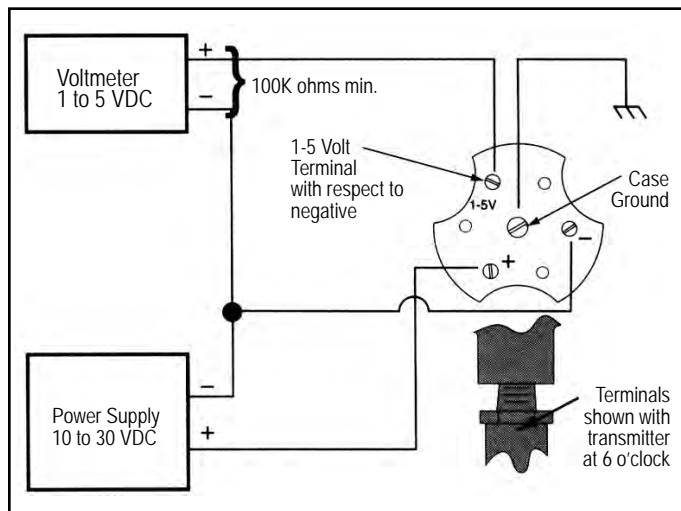 Voltmeter
1 to 5 VDC
+
–
100K ohms min.
1-5 Volt
Terminal
with respect to
negative
1-5V
Case
Ground
–
+
Power Supply
10 to 30 VDC
–
+
Terminals
shown with
transmitter
at 6 o'clock